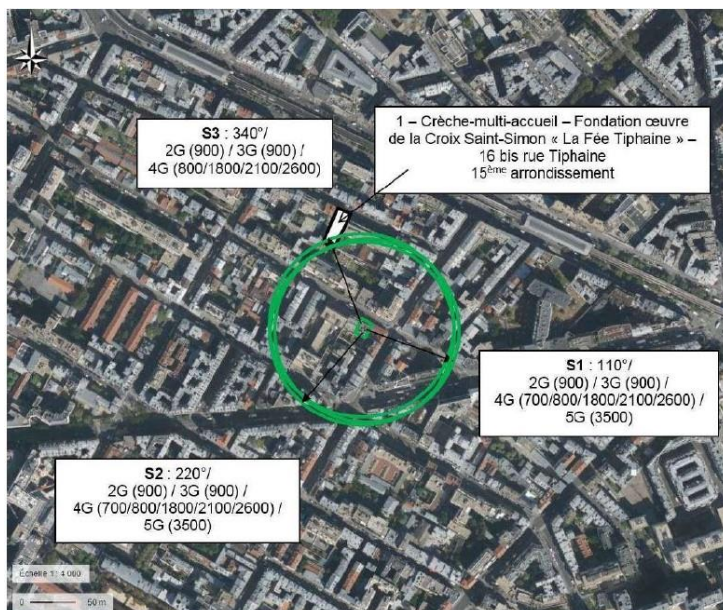 S3 : 340°/
2G (900) / 3G (900) /
4G (800/1800/2100/2600)
1 – Crèche-multi-accueil – Fondation œuvre
de la Croix Saint-Simon « La Fée Tiphaine » –
16 bis rue Tiphaine
15ème arrondissement
S1 : 110°/
2G (900) / 3G (900) /
4G (700/800/1800/2100/2600) /
5G (3500)
S2 : 220°/
2G (900) / 3G (900) /
4G (700/800/1800/2100/2600) /
5G (3500)
Échelle 1 : 4 000
0 50 m